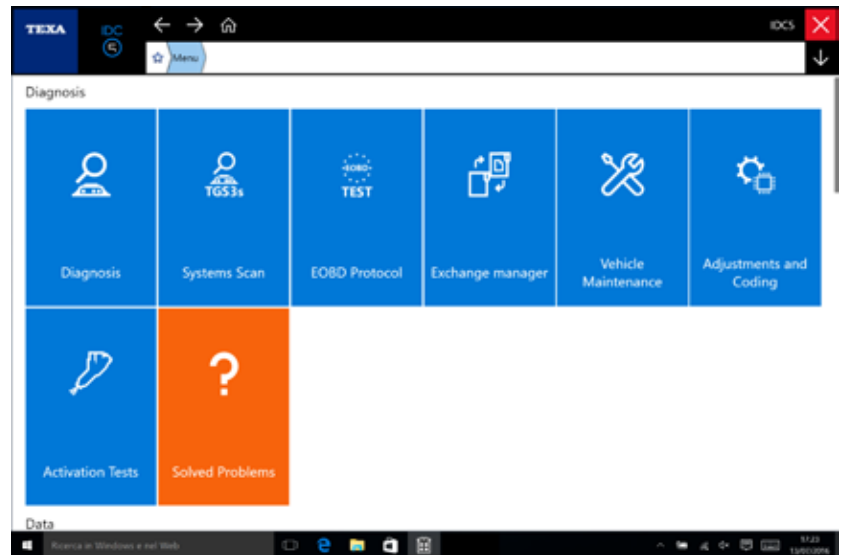 TEXA
IDC
5
IDC5
Menu
Diagnosis
TGS3s
EOBD
TEST
Diagnosis
Systems Scan
EOBD Protocol
Exchange manager
Vehicle
Maintenance
Adjustments and
Coding
?
Activation Tests
Solved Problems
Data
Ricerca in Windows e nel Web